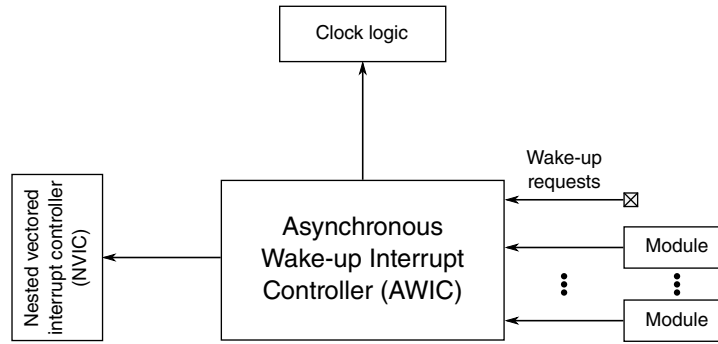 Clock logic
Wake-up
requests
Nested vectored
interrupt controller
(NVIC)
Asynchronous
Wake-up Interrupt
Controller (AWIC)
Module
Module